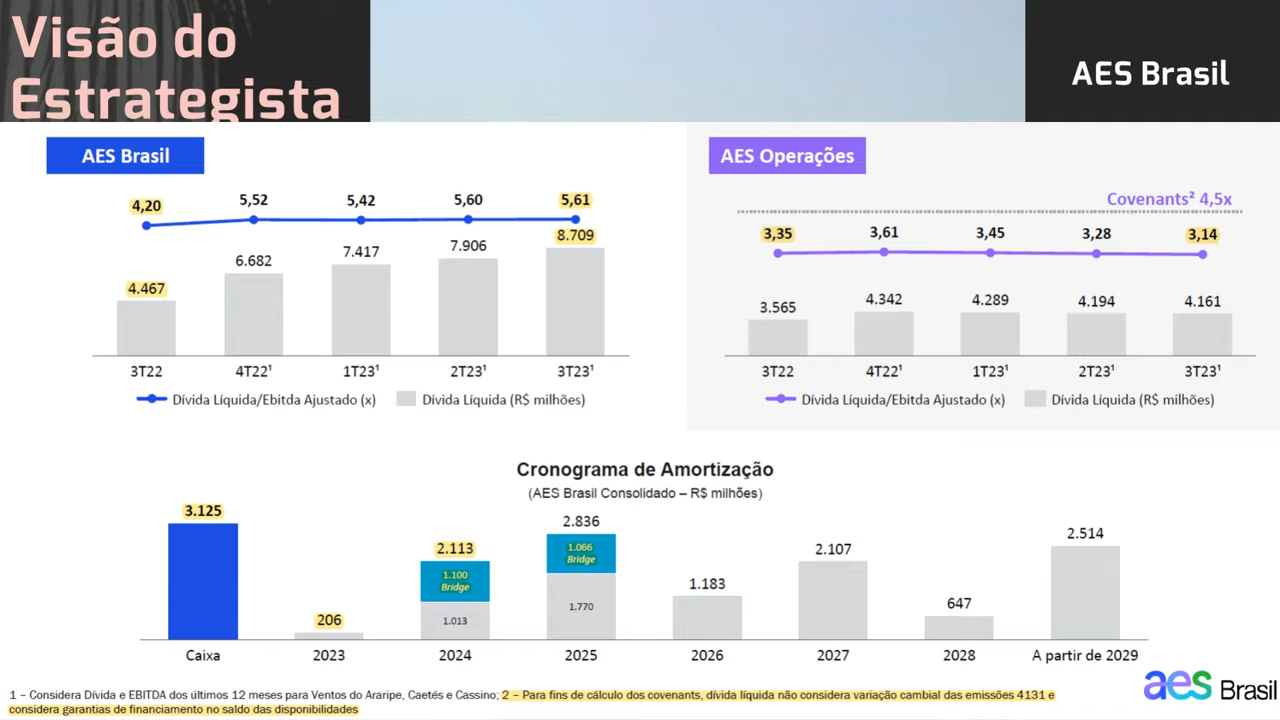 Visão do
Estrategista
AES Brasil
AES Brasil
4,20
5,52
5,42
5,60
5,61
4.467
6.682
7.417
7.906
8.709
3T22
4T22¹
1T23¹
2T23¹
3T23¹
Dívida Líquida/Ebitda Ajustado (x)
Dívida Líquida (R$ milhões)
AES Operações
Covenants² 4,5x
3,35
3,61
3,45
3,28
3,14
3.565
4.342
4.289
4.194
4.161
3T22
4T22¹
1T23¹
2T23¹
3T23¹
Dívida Líquida/Ebitda Ajustado (x)
Dívida Líquida (R$ milhões)
Cronograma de Amortização
(AES Brasil Consolidado – R$ milhões)
3.125
206
2.113
1.100
Bridge
1.013
2.836
1.066
Bridge
1.770
1.183
2.107
647
2.514
Caixa
2023
2024
2025
2026
2027
2028
A partir de 2029
1 – Considera Dívida e EBITDA dos últimos 12 meses para Ventos do Araripe, Caetés e Cassino; 2 – Para fins de cálculo dos covenants, dívida líquida não considera variação cambial das emissões 4131 e
considera garantias de financiamento no saldo das disponibilidades
aes Brasil